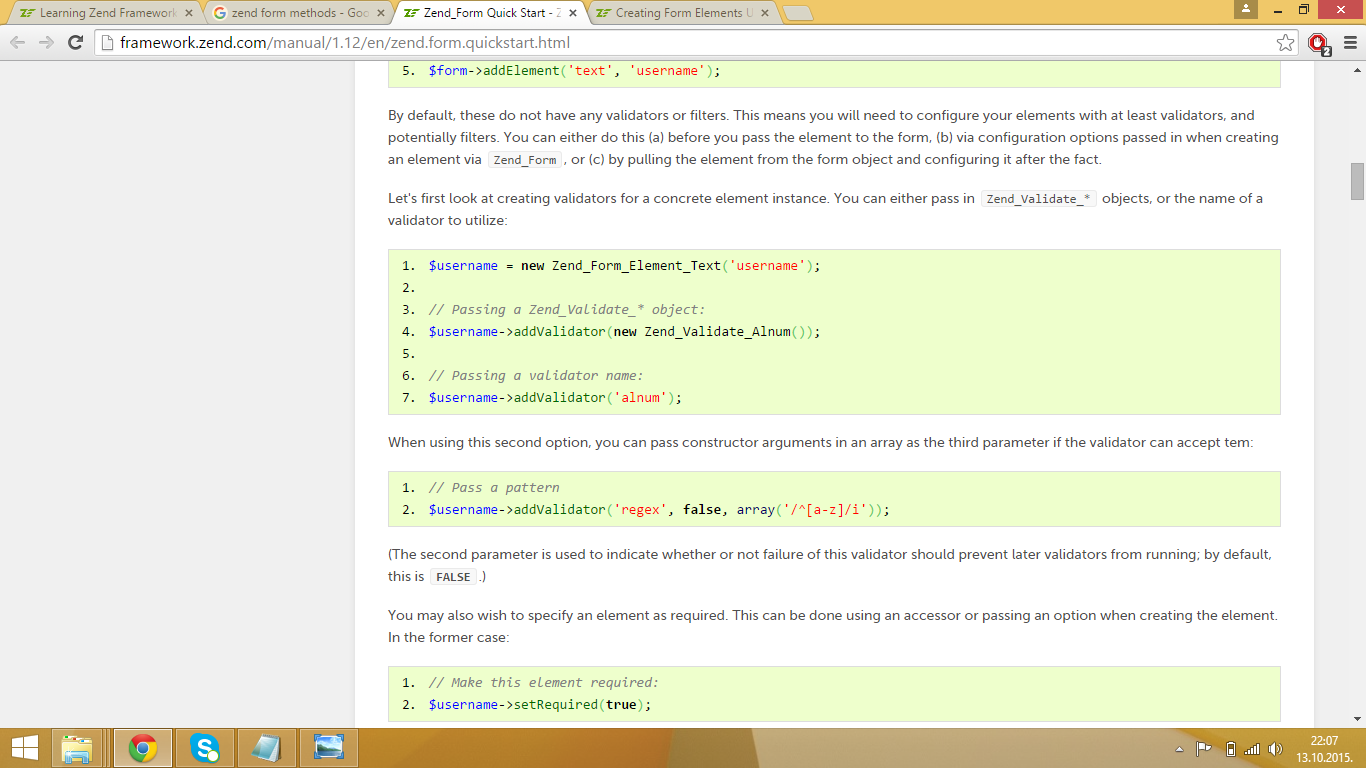 Learning Zend Framework
zend form methods - Goo
Zend_Form Quick Start - Z
Creating Form Elements U
framework.zend.com/manual/1.12/en/zend.form.quickstart.html
2
5. $form->addElement('text', 'username');
By default, these do not have any validators or filters. This means you will need to configure your elements with at least validators, and
potentially filters. You can either do this (a) before you pass the element to the form, (b) via configuration options passed in when creating
an element via Zend_Form, or (c) by pulling the element from the form object and configuring it after the fact.
Let's first look at creating validators for a concrete element instance. You can either pass in Zend_Validate_* objects, or the name of a
validator to utilize:
1. $username = new Zend_Form_Element_Text('username');
2.
3. // Passing a Zend_Validate_* object:
4. $username->addValidator(new Zend_Validate_Alnum());
5.
6. // Passing a validator name:
7. $username->addValidator('alnum');
When using this second option, you can pass constructor arguments in an array as the third parameter if the validator can accept tem:
1. // Pass a pattern
2. $username->addValidator('regex', false, array('/^[a-z]/i'));
(The second parameter is used to indicate whether or not failure of this validator should prevent later validators from running; by default,
this is FALSE .)
You may also wish to specify an element as required. This can be done using an accessor or passing an option when creating the element.
In the former case:
1. // Make this element required:
2. $username->setRequired(true);
22:07
13.10.2015.